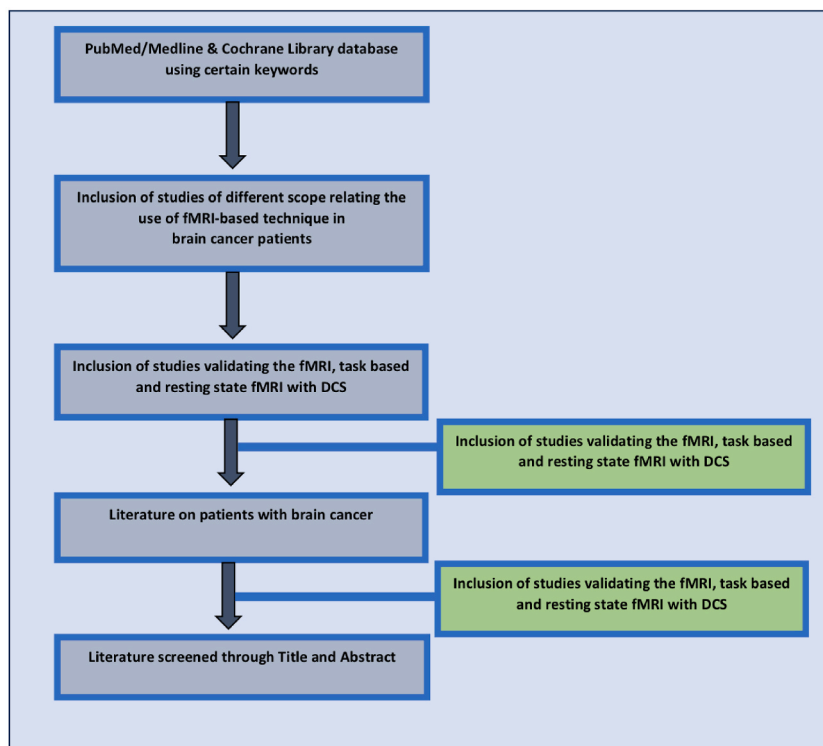 PubMed/Medline & Cochrane Library database
using certain keywords
Inclusion of studies of different scope relating the
use of fMRI-based technique in
brain cancer patients
Inclusion of studies validating the fMRI, task based
and resting state fMRI with DCS
Inclusion of studies validating the fMRI, task based
and resting state fMRI with DCS
Literature on patients with brain cancer
Inclusion of studies validating the fMRI, task based
and resting state fMRI with DCS
Literature screened through Title and Abstract